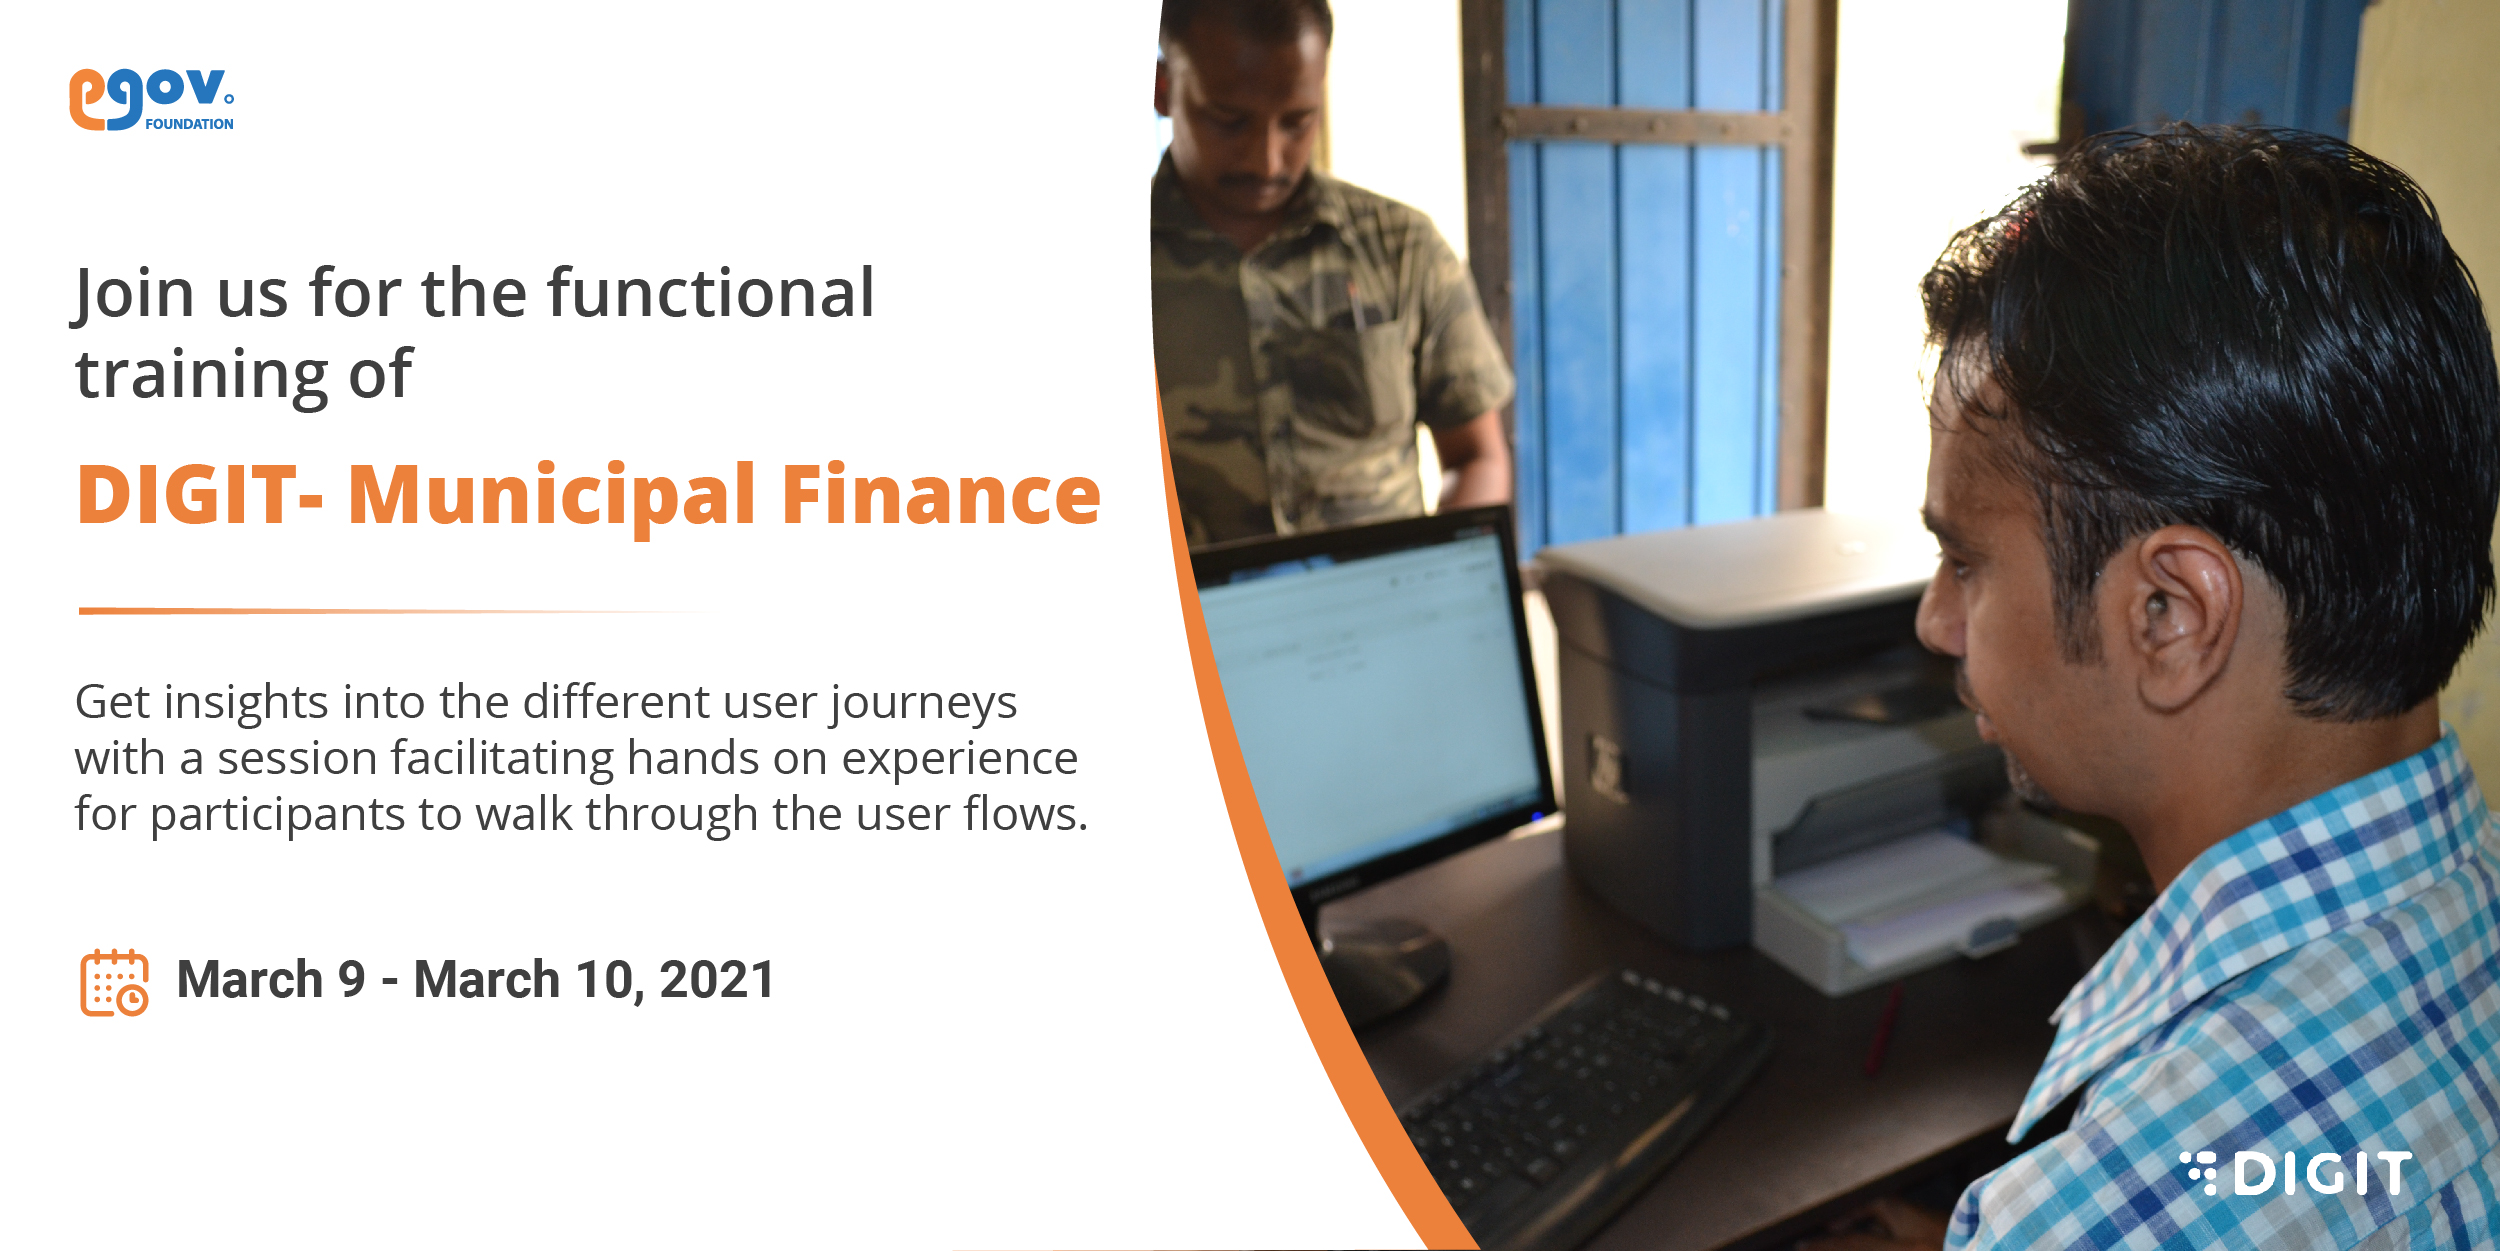 egov.
FOUNDATION
Join us for the functional
training of
DIGIT- Municipal Finance
Get insights into the different user journeys
with a session facilitating hands on experience
for participants to walk through the user flows.
March 9 - March 10, 2021
DIGIT